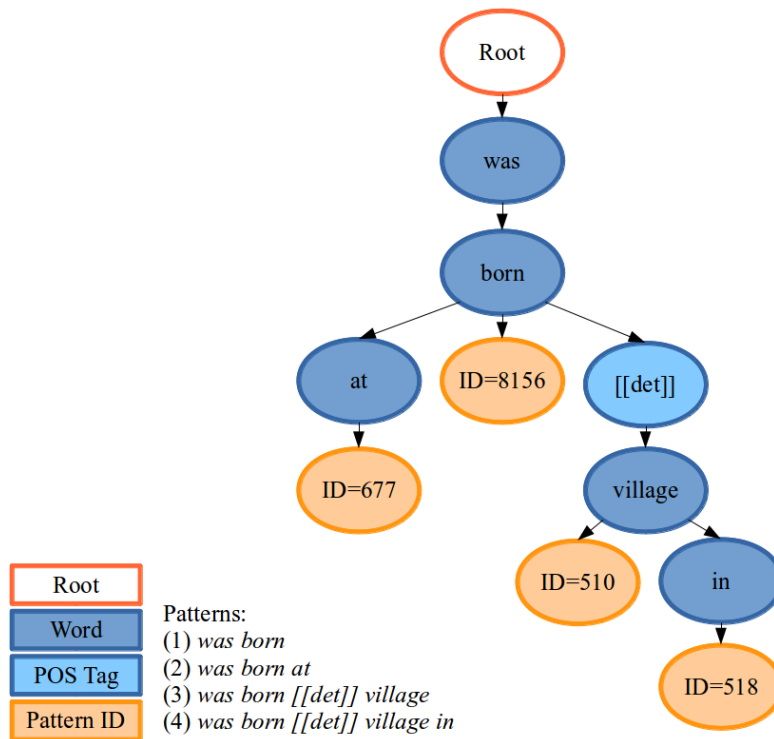 Root
was
born
at
ID=8156
[[det]]
ID=677
village
ID=510
in
ID=518
Root
Word
POS Tag
Pattern ID
Patterns:
(1) was born
(2) was born at
(3) was born [[det]] village
(4) was born [[det]] village in